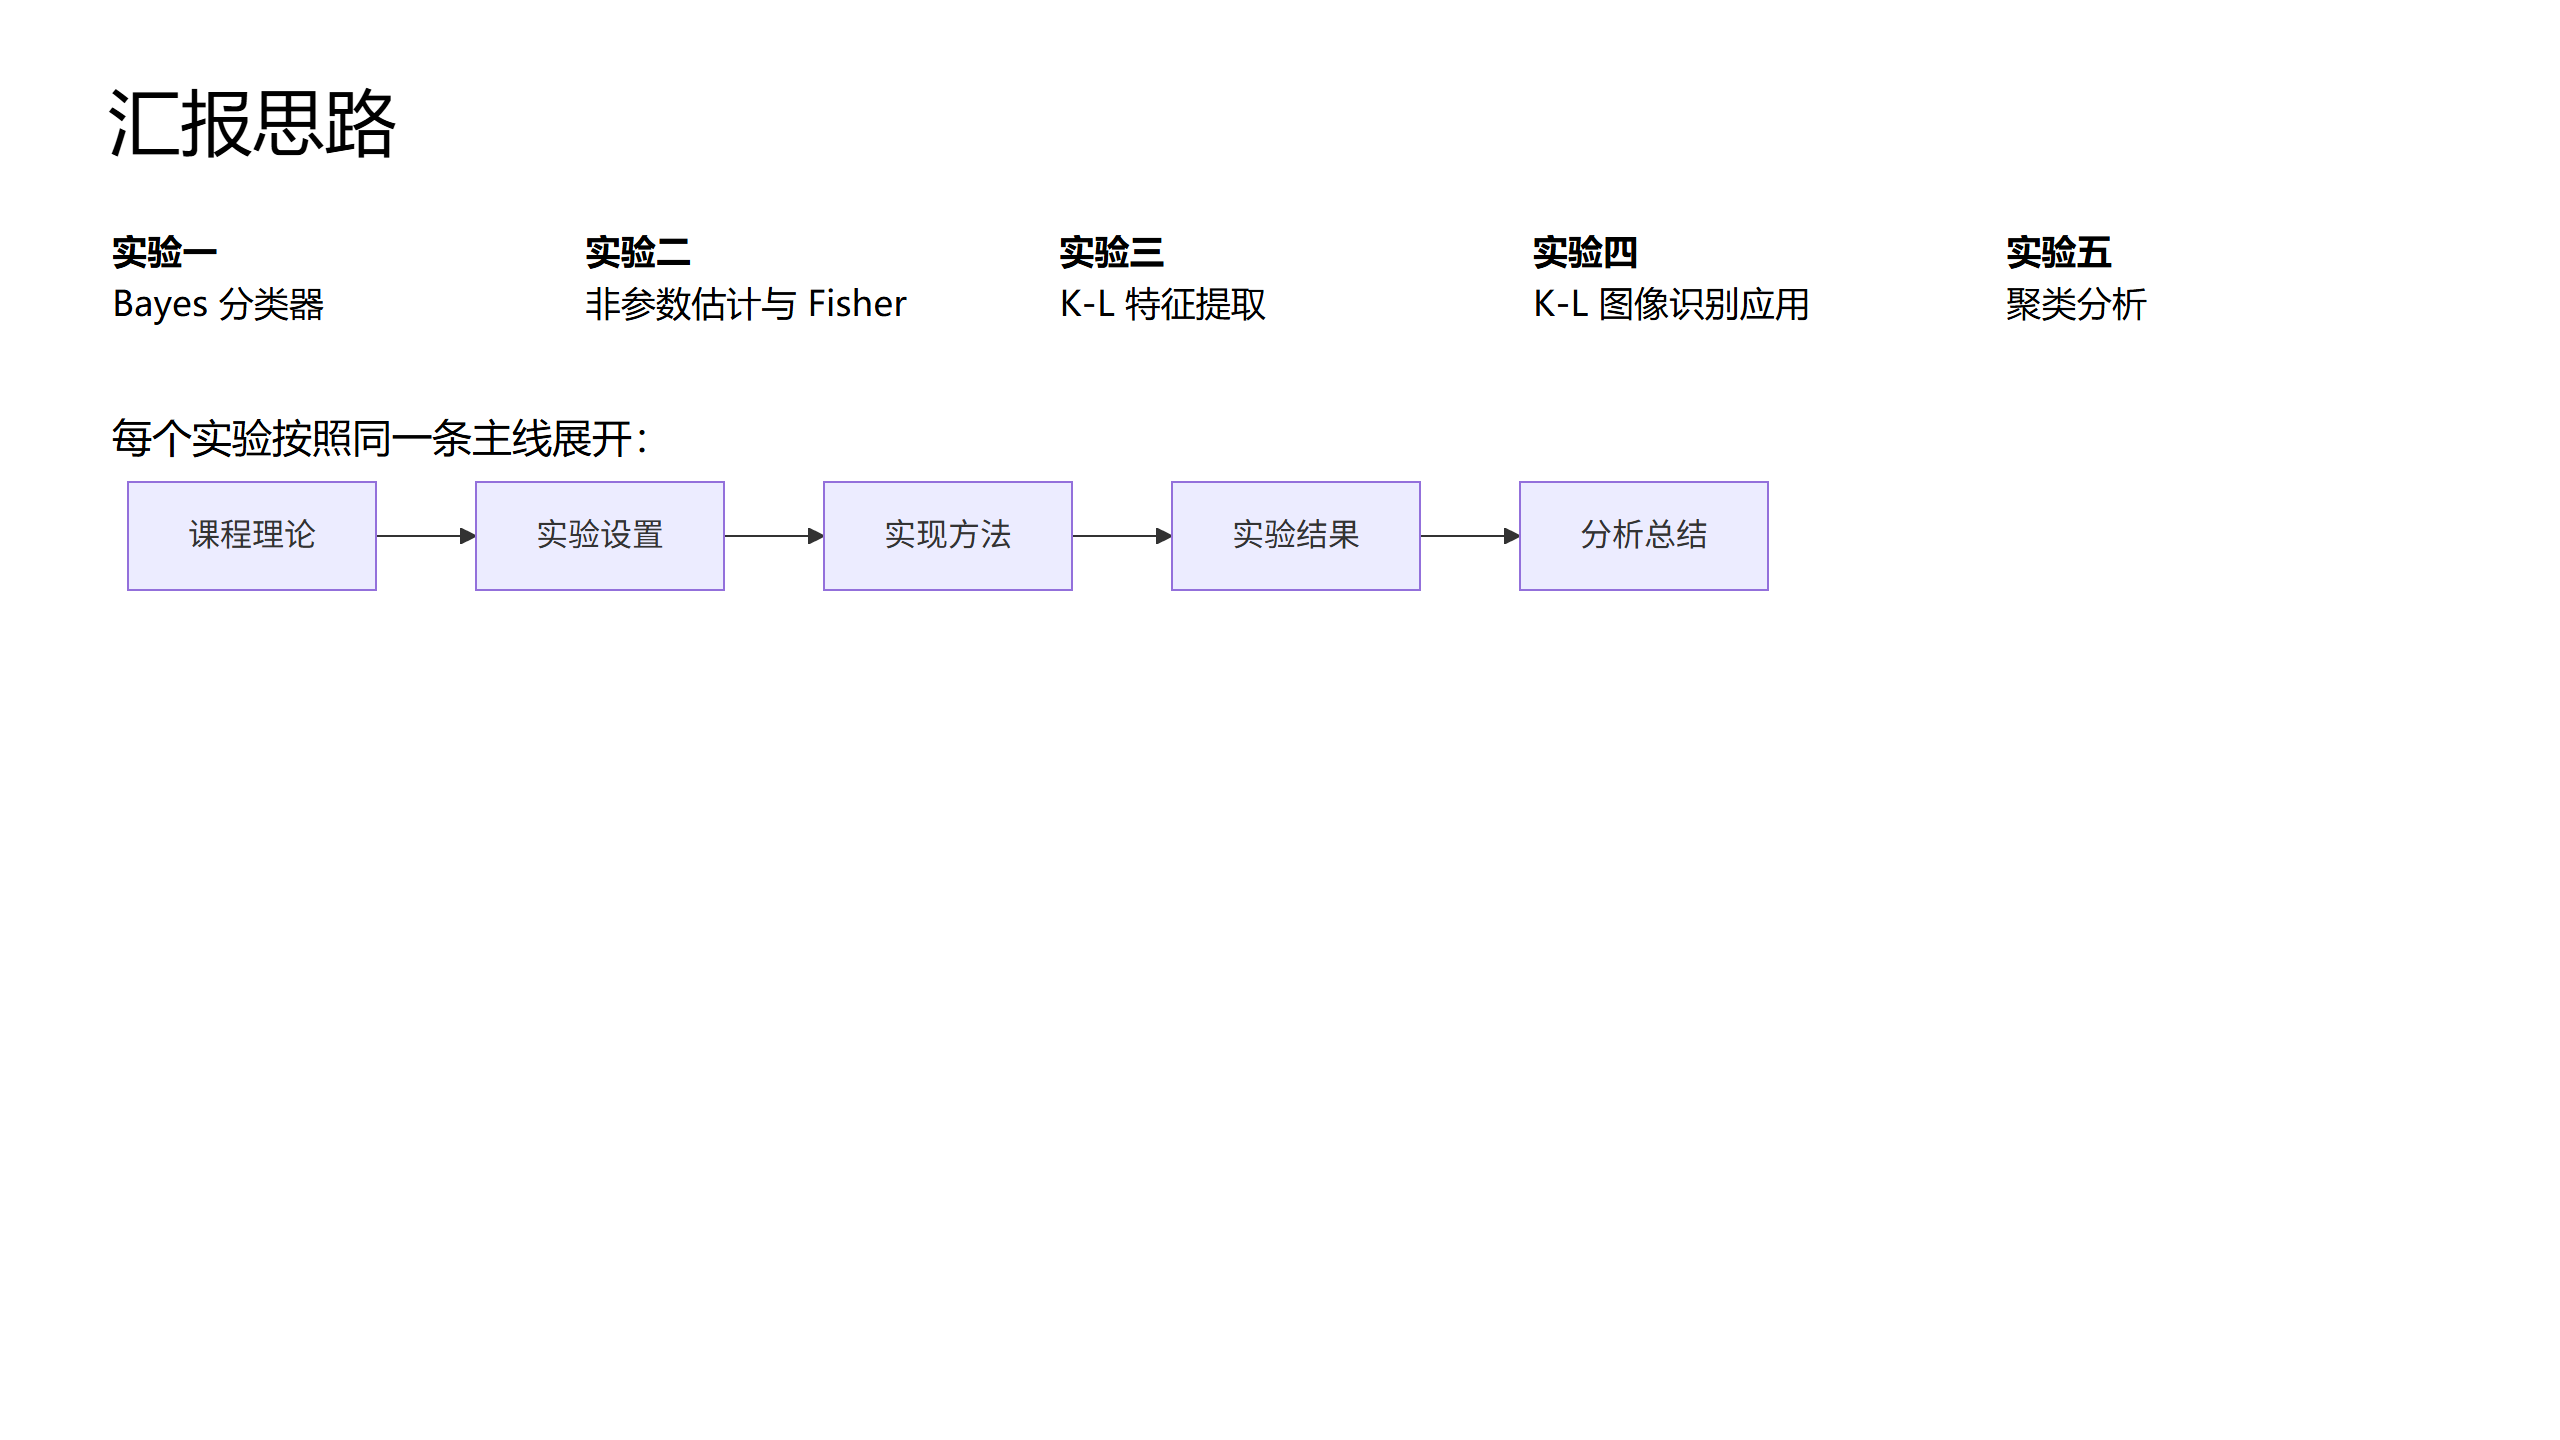 汇报思路
实验一
Bayes 分类器
实验二
非参数估计与 Fisher
实验三
K-L 特征提取
实验四
K-L 图像识别应用
实验五
聚类分析
每个实验按照同一条主线展开：
课程理论
实验设置
实现方法
实验结果
分析总结